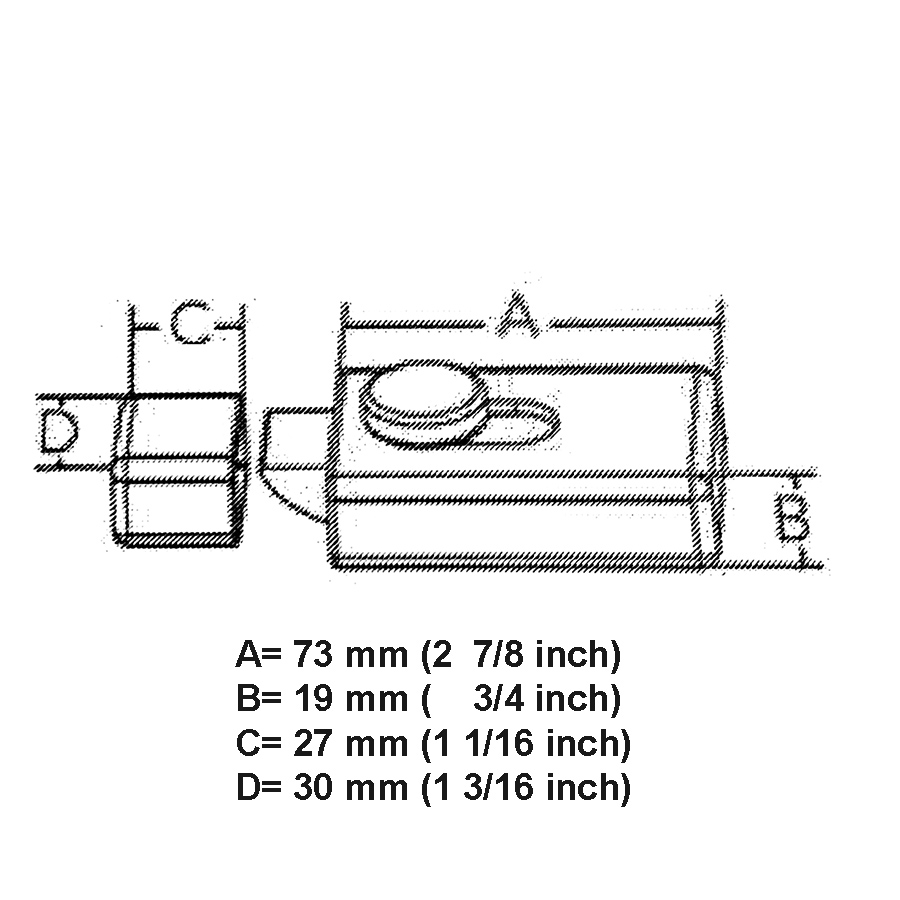 C A
D
B
A= 73 mm (2  7/8 inch)
B= 19 mm (    3/4 inch)
C= 27 mm (1 1/16 inch)
D= 30 mm (1 3/16 inch)